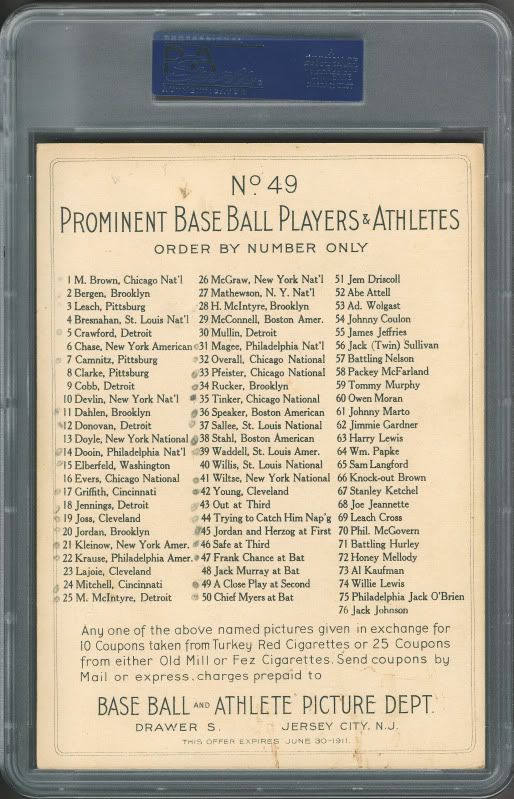 PSA
No 49
PROMINENT BASE BALL PLAYERS & ATHLETES
ORDER BY NUMBER ONLY
1 M. Brown, Chicago Nat'l
2 Bergen, Brooklyn
3 Leach, Pittsburg
4 Bresnahan, St. Louis Nat'l
5 Crawford, Detroit
6 Chase, New York American
7 Camnitz, Pittsburg
8 Clarke, Pittsburg
9 Cobb, Detroit
10 Devlin, New York Nat'l
11 Dahlen, Brooklyn
12 Donovan, Detroit
13 Doyle, New York National
14 Dooin, Philadelphia Nat'l
15 Elberfeld, Washington
16 Evers, Chicago National
17 Griffith, Cincinnati
18 Jennings, Detroit
19 Joss, Cleveland
20 Jordan, Brooklyn
21 Kleinow, New York Amer.
22 Krause, Philadelphia Amer.
23 Lajoie, Cleveland
24 Mitchell, Cincinnati
25 M. McIntyre, Detroit
26 McGraw, New York Nat'l
27 Mathewson, N. Y. Nat'l
28 H. McIntyre, Brooklyn
29 McConnell, Boston Amer.
30 Mullin, Detroit
31 Magee, Philadelphia Nat'l
32 Overall, Chicago National
33 Pfeister, Chicago National
34 Rucker, Brooklyn
35 Tinker, Chicago National
36 Speaker, Boston American
37 Sallee, St. Louis National
38 Stahl, Boston American
39 Waddell, St. Louis Amer.
40 Willis, St. Louis National
41 Wiltse, New York National
42 Young, Cleveland
43 Out at Third
44 Trying to Catch Him Nap'g
45 Jordan and Herzog at First
46 Safe at Third
47 Frank Chance at Bat
48 Jack Murray at Bat
49 A Close Play at Second
50 Chief Myers at Bat
51 Jem Driscoll
52 Abe Attell
53 Ad. Wolgast
54 Johnny Coulon
55 James Jeffries
56 Jack (Twin) Sullivan
57 Battling Nelson
58 Packey McFarland
59 Tommy Murphy
60 Owen Moran
61 Johnny Marto
62 Jimmie Gardner
63 Harry Lewis
64 Wm. Papke
65 Sam Langford
66 Knock-out Brown
67 Stanley Ketchel
68 Joe Jeannette
69 Leach Cross
70 Phil. McGovern
71 Battling Hurley
72 Honey Mellody
73 Al Kaufman
74 Willie Lewis
75 Philadelphia Jack O'Brien
76 Jack Johnson
Any one of the above named pictures given in exchange for
10 Coupons taken from Turkey Red Cigarettes or 25 Coupons
from either Old Mill or Fez Cigarettes. Send coupons by
Mail or express, charges prepaid to
BASE BALL AND ATHLETE PICTURE DEPT.
DRAWER S. JERSEY CITY, N.J.
THIS OFFER EXPIRES JUNE 30-1911.